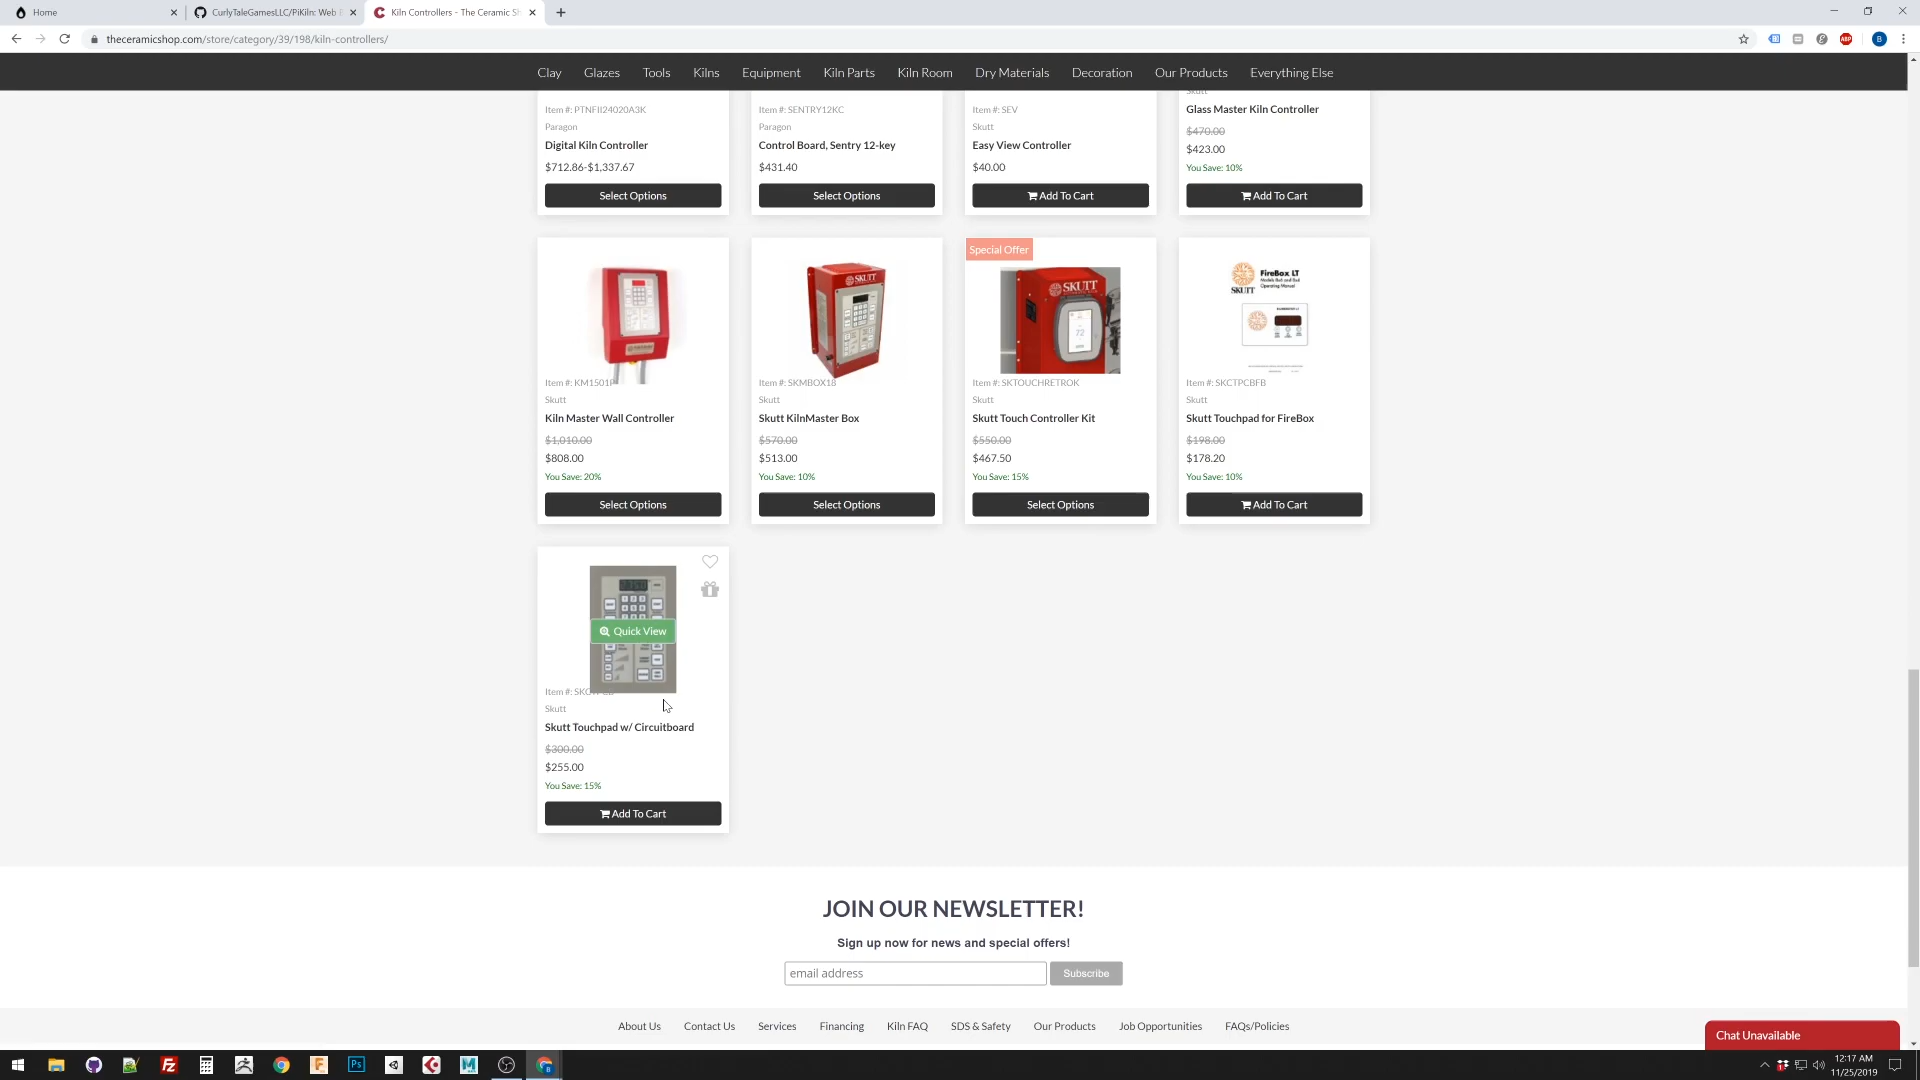 Home
CurlyTaleGamesLLC/PiKiln: Web
Kiln Controllers - The Ceramic Sh
theceramicshop.com/store/category/39/198/kiln-controllers/
Clay Glazes Tools Kilns Equipment Kiln Parts Kiln Room Dry Materials Decoration Our Products Everything Else
Item #: PTNFII24020A3K
Paragon
Digital Kiln Controller
$712.86-$1,337.67
Select Options
Item #: SENTRY12KC
Paragon
Control Board, Sentry 12-key
$431.40
Select Options
Item #: SEV
Skutt
Easy View Controller
$40.00
Add To Cart
Skutt
Glass Master Kiln Controller
$470.00
$423.00
You Save: 10%
Add To Cart
Item #: KM1501P
Skutt
Kiln Master Wall Controller
$1,010.00
$808.00
You Save: 20%
Select Options
SKUTT
Item #: SKMBOX18
Skutt
Skutt KilnMaster Box
$570.00
$513.00
You Save: 10%
Select Options
Special Offer
SKUTT
72
Item #: SKTOUCHRETROK
Skutt
Skutt Touch Controller Kit
$550.00
$467.50
You Save: 15%
Select Options
FireBox LT
Operating Manual
SKUTT
Item #: SKCTPCBFB
Skutt
Skutt Touchpad for FireBox
$198.00
$178.20
You Save: 10%
Add To Cart
Quick View
Item #:
Skutt
Skutt Touchpad w/ Circuitboard
$300.00
$255.00
You Save: 15%
Add To Cart
JOIN OUR NEWSLETTER!
Sign up now for news and special offers!
email address
Subscribe
About Us Contact Us Services Financing Kiln FAQ SDS & Safety Our Products Job Opportunities FAQs/Policies
Chat Unavailable
12:17 AM
11/25/2019